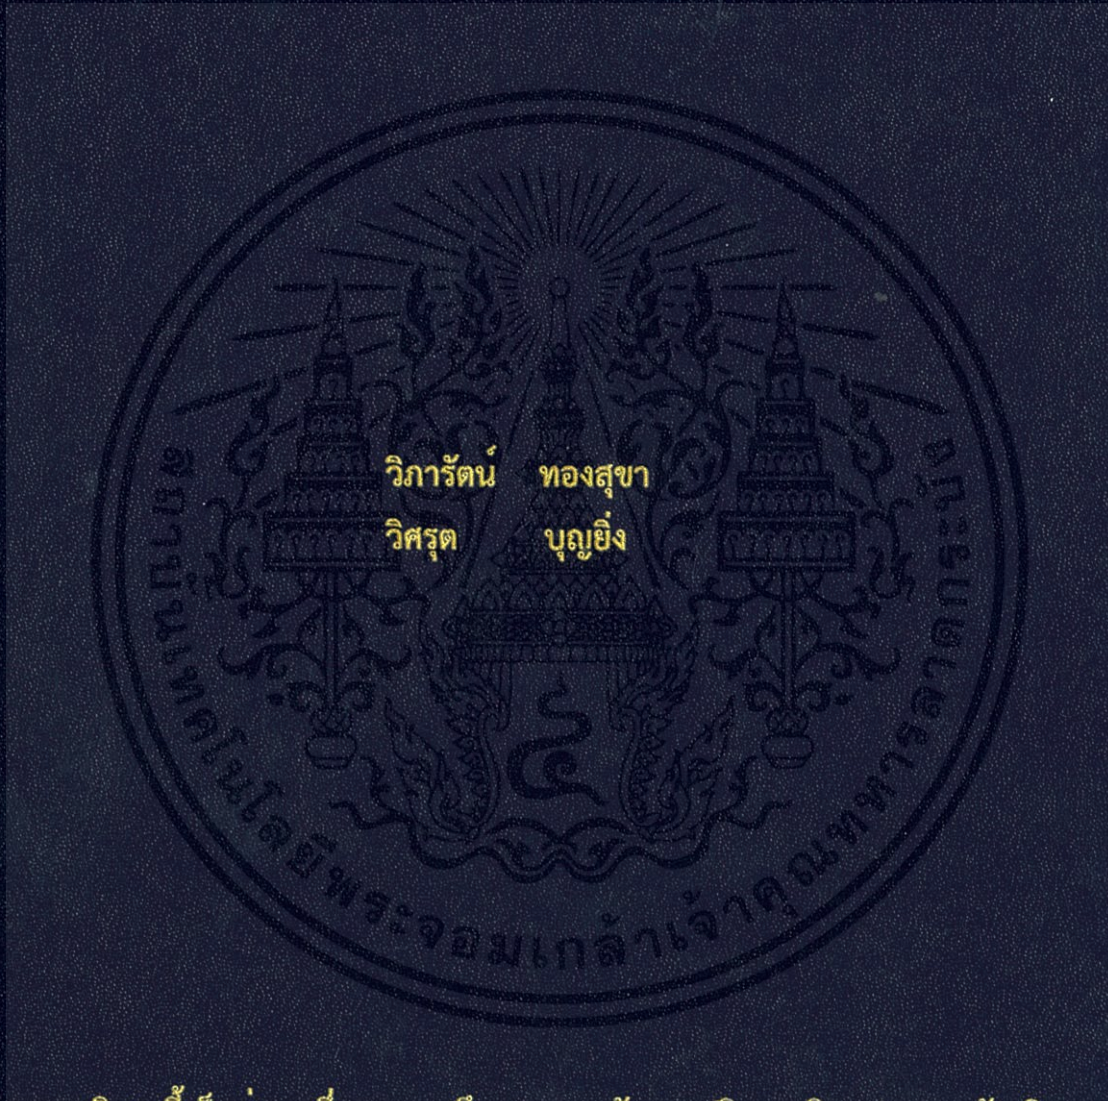 วิภารัตน์ ทองสุขา
วิศรุต บุญยิ่ง
สถาบันเทคโนโลยีพระจอมเกล้าเจ้าคุณทหารลาดกระบัง